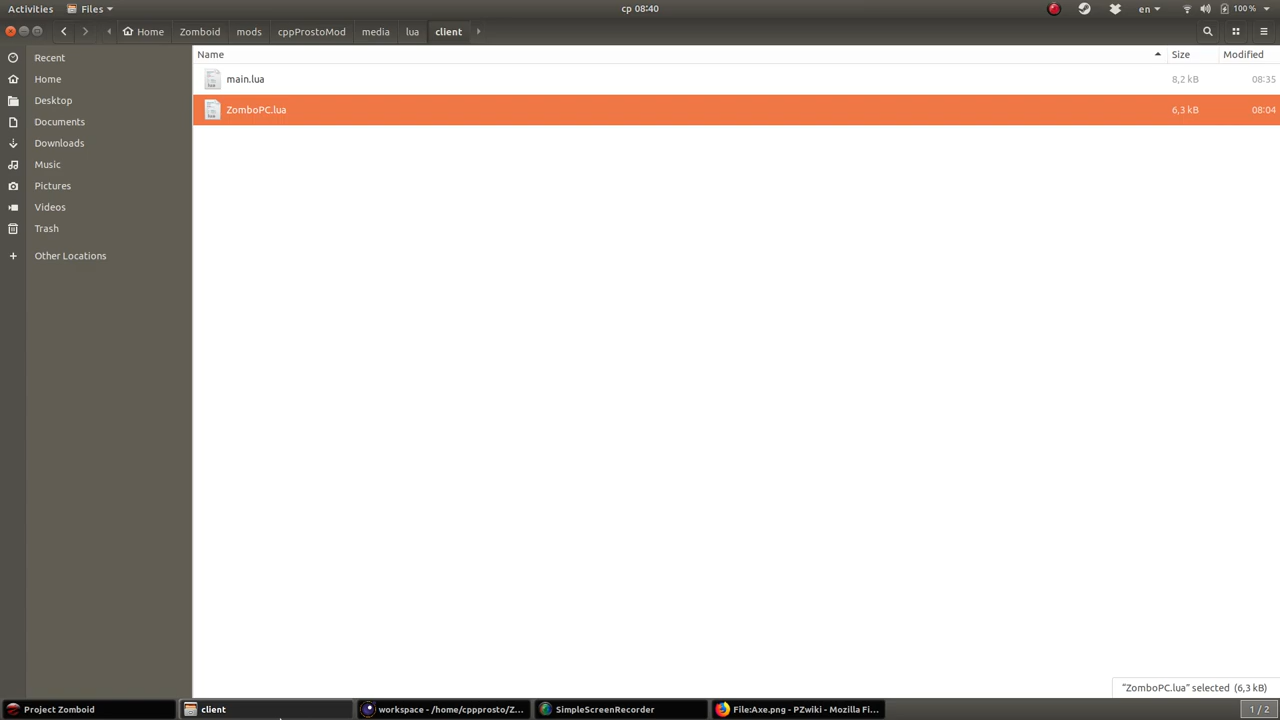 Activities
Files
ср 08:40
en
100 %
Home
Zomboid
mods
cppProstoMod
media
lua
client
Recent
Home
Desktop
Documents
Downloads
Music
Pictures
Videos
Trash
Other Locations
Name
Size
Modified
main.lua
8,2 kB
08:35
ZomboPC.lua
6,3 kB
08:04
"ZomboPC.lua" selected (6,3 kB)
Project Zomboid
client
workspace - /home/cppprosto/Z...
SimpleScreenRecorder
File:Axe.png - PZwiki - Mozilla Fi...
1 / 2